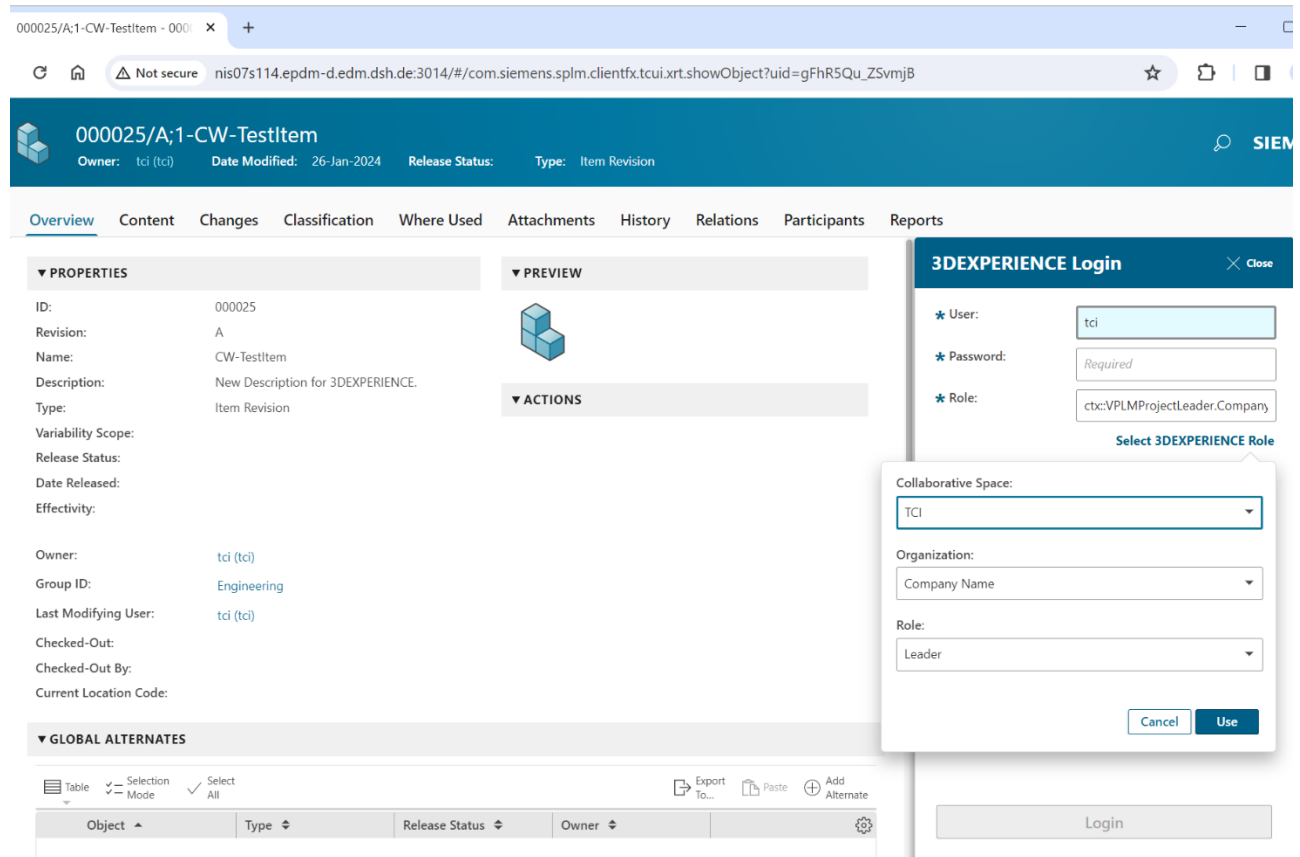 000025/A;1-CW-TestItem - 000
Not secure nis07s114.epdm-d.edm.dsh.de:3014/#/com.siemens.splm.clientfx.tcui.xrt.showObject?uid=gFhR5Qu_ZSvmjB
000025/A;1-CW-TestItem
Owner: tci (tci) Date Modified: 26-Jan-2024 Release Status: Type: Item Revision
SIEM
Overview Content Changes Classification Where Used Attachments History Relations Participants Reports
PROPERTIES
ID: 000025
Revision: A
Name: CW-TestItem
Description: New Description for 3DEXPERIENCE.
Type: Item Revision
Variability Scope:
Release Status:
Date Released:
Effectivity:
Owner: tci (tci)
Group ID: Engineering
Last Modifying User: tci (tci)
Checked-Out:
Checked-Out By:
Current Location Code:
PREVIEW
ACTIONS
3DEXPERIENCE Login Close
* User: tci
* Password: Required
* Role: ctx::VPLMProjectLeader.Company
Select 3DEXPERIENCE Role
Collaborative Space:
TCI
Organization:
Company Name
Role:
Leader
Cancel Use
Login
GLOBAL ALTERNATES
Table Selection Mode Select All Export To... Paste Add Alternate
Object Type Release Status Owner